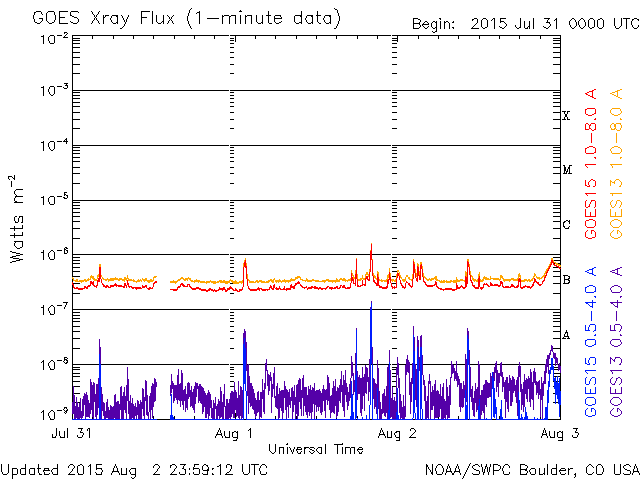 GOES Xray Flux (1-minute data)
Begin: 2015 Jul 31 0000 UTC
10-2
10-3
10-4
10-5
10-6
10-7
10-8
10-9
Watts m-2
X
M
C
B
A
GOES15 1.0-8.0 A
GOES13 1.0-8.0 A
GOES15 0.5-4.0 A
GOES13 0.5-4.0 A
Jul 31
Aug 1
Aug 2
Aug 3
Universal Time
Updated 2015 Aug 2 23:59:12 UTC
NOAA/SWPC Boulder, CO USA